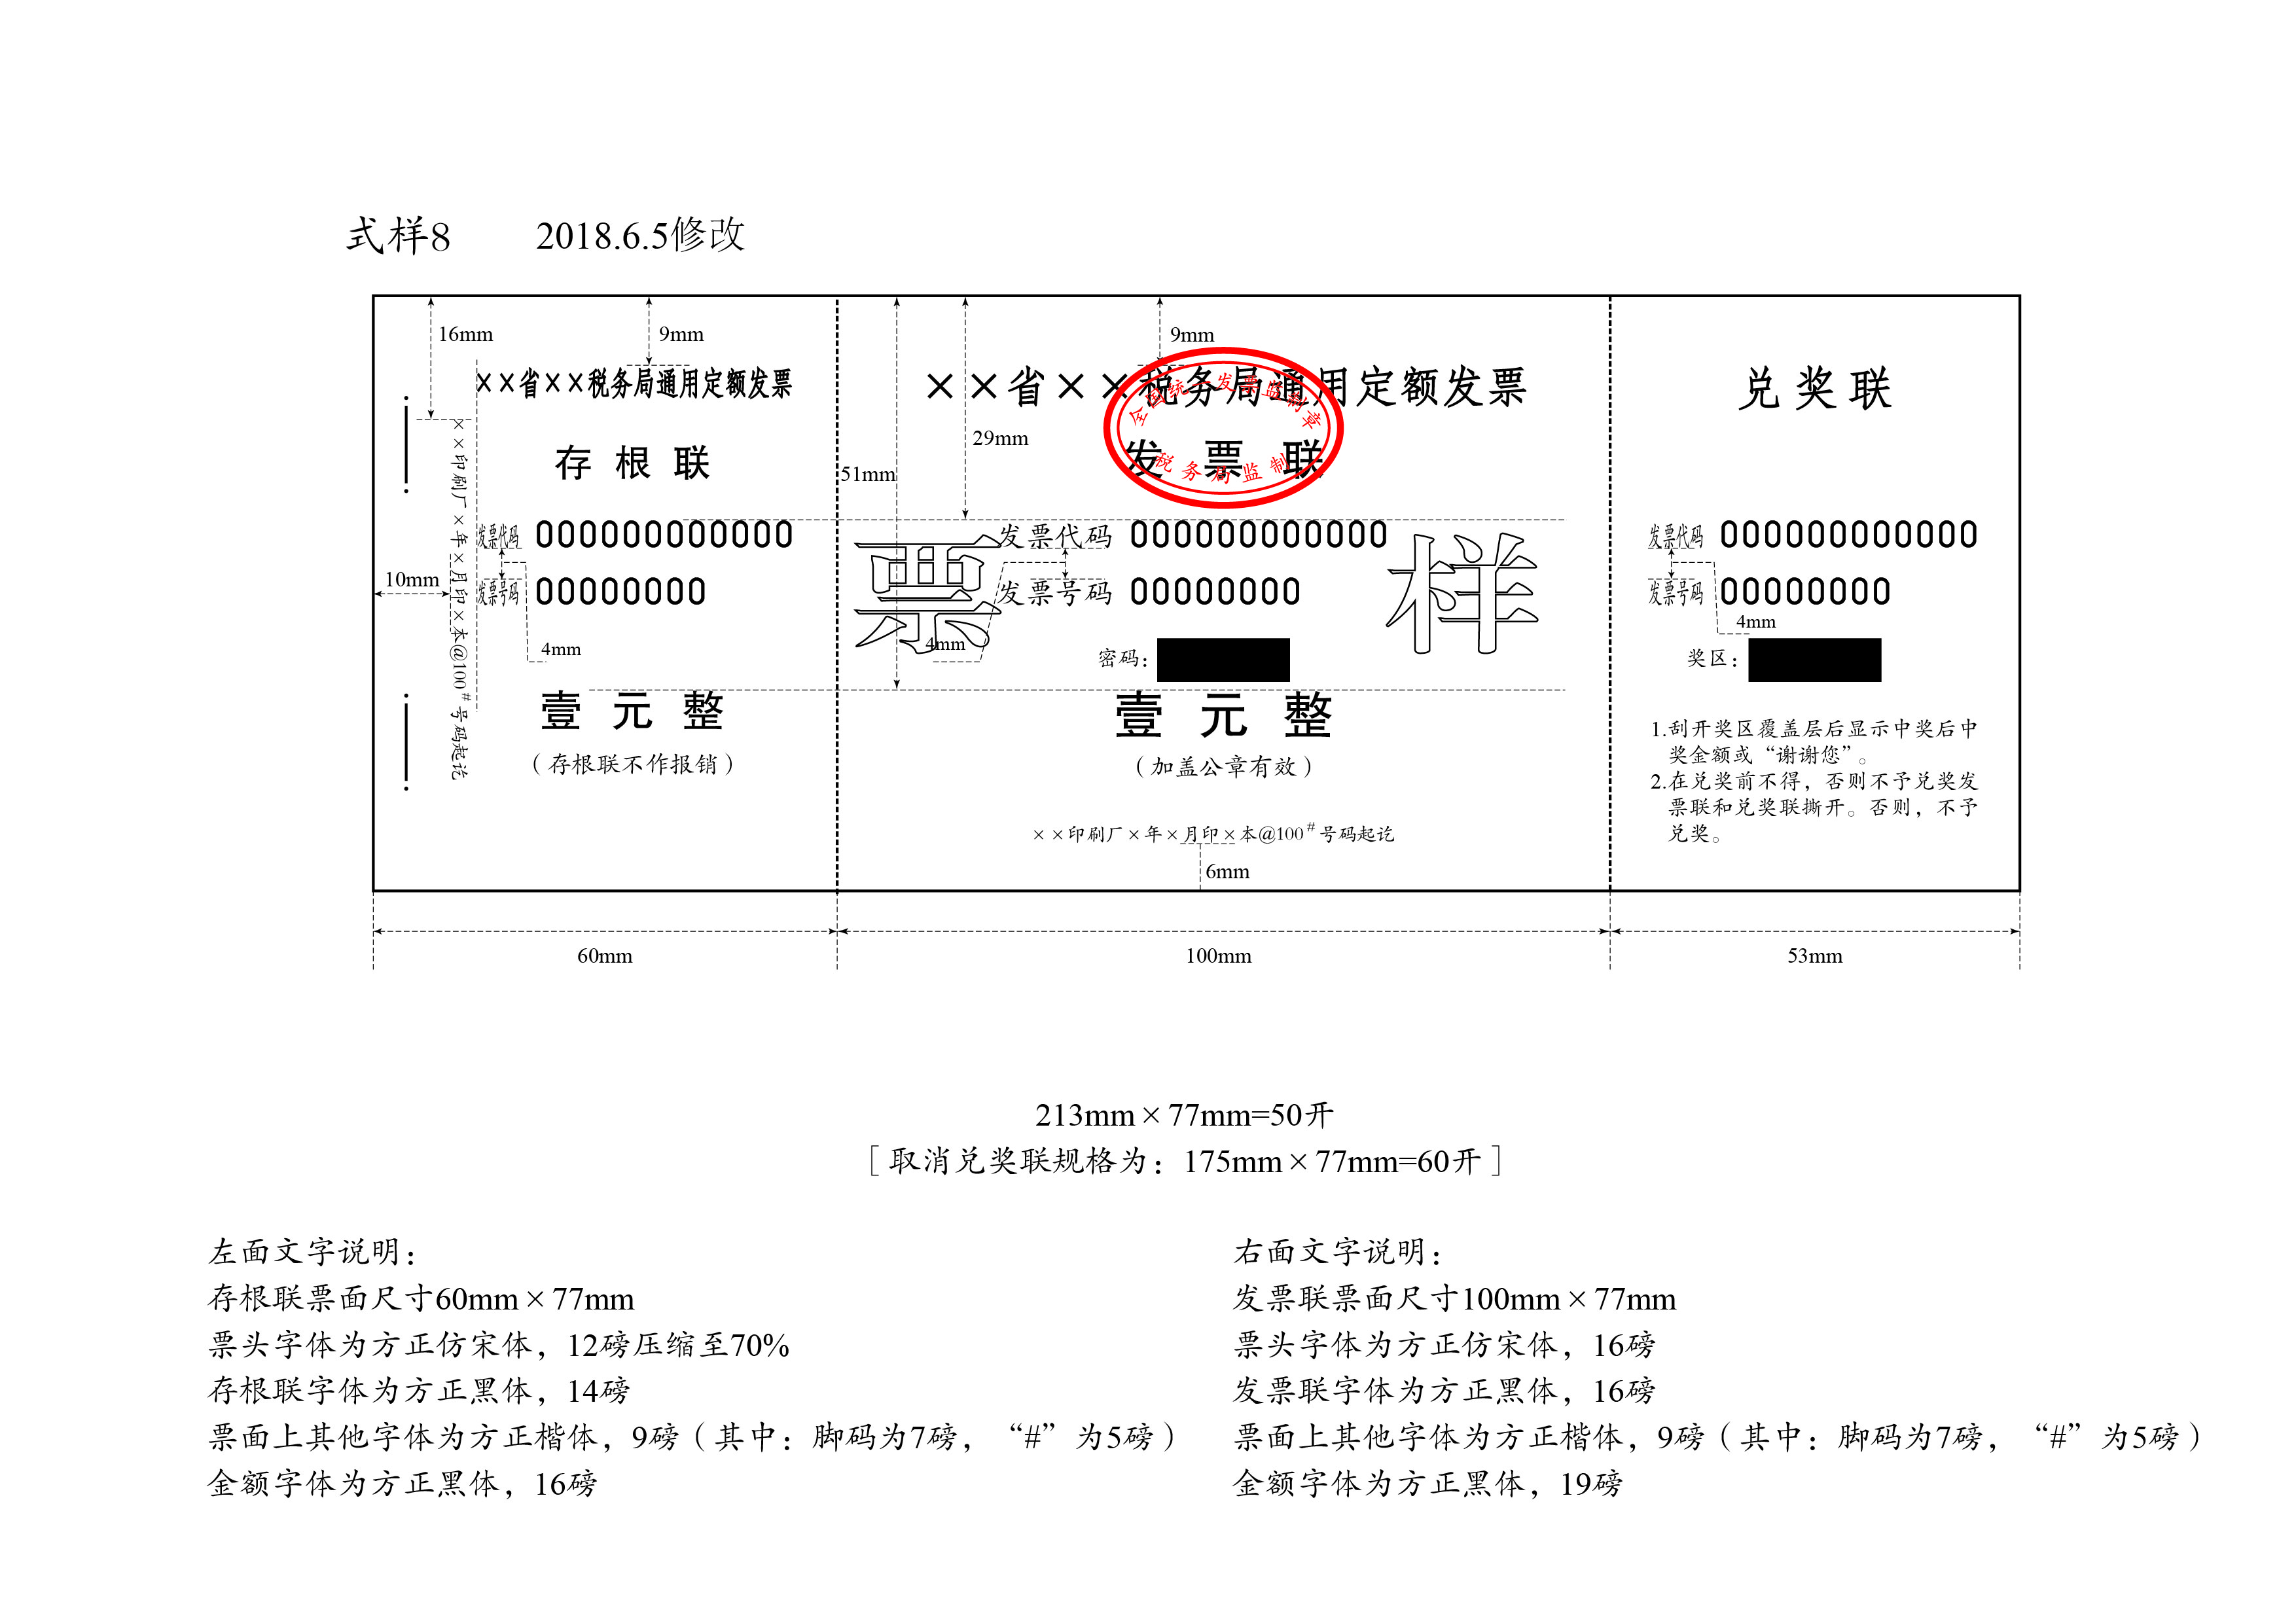 式样8 2018.6.5修改
16mm
9mm
××省××税务局通用定额发票
存根联
××印刷厂×年×月印×本@100#号码起讫
10mm
发票代码 000000000000
发票号码 00000000
4mm
壹元整
（存根联不作报销）
9mm
29mm
51mm
××省××税务局通用定额发票
全国统一发票监制章
税务局监制
发票联
票样
发票代码 000000000000
发票号码 00000000
4mm
密码：
壹元整
（加盖公章有效）
××印刷厂×年×月印×本@100#号码起讫
6mm
兑奖联
发票代码 000000000000
发票号码 00000000
4mm
奖区：
1.刮开奖区覆盖层后显示中奖后中
奖金额或“谢谢您”。
2.在兑奖前不得，否则不予兑奖发
票联和兑奖联撕开。否则，不予
兑奖。
60mm 100mm 53mm
213mm×77mm=50开
［取消兑奖联规格为：175mm×77mm=60开］
左面文字说明：
存根联票面尺寸60mm×77mm
票头字体为方正仿宋体，12磅压缩至70%
存根联字体为方正黑体，14磅
票面上其他字体为方正楷体，9磅（其中：脚码为7磅，“#”为5磅）
金额字体为方正黑体，16磅
右面文字说明：
发票联票面尺寸100mm×77mm
票头字体为方正仿宋体，16磅
发票联字体为方正黑体，16磅
票面上其他字体为方正楷体，9磅（其中：脚码为7磅，“#”为5磅）
金额字体为方正黑体，19磅